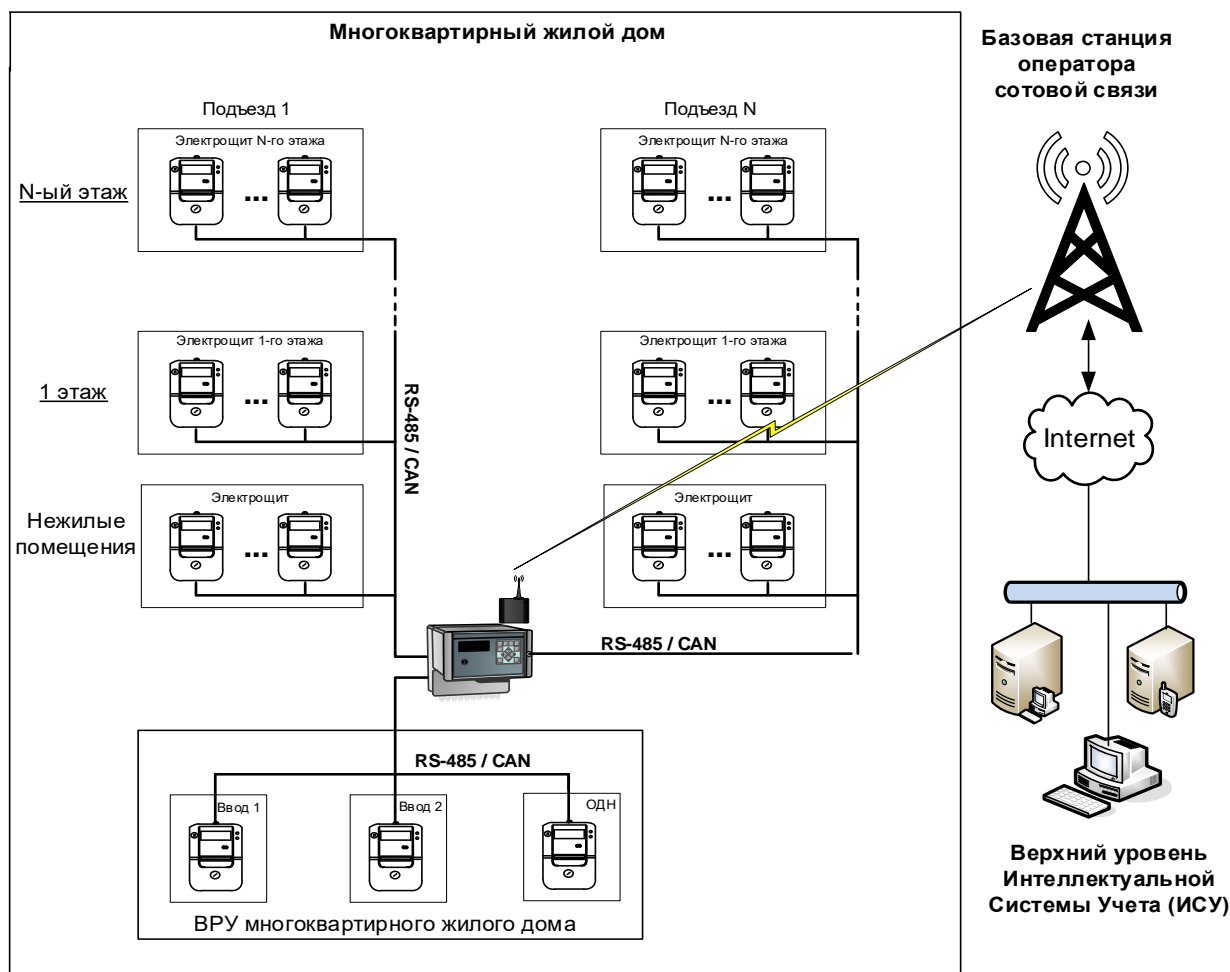 Многоквартирный жилой дом
Базовая станция
оператора
сотовой связи
Подъезд 1
Подъезд N
Электрощит N-го этажа
Электрощит N-го этажа
N-ый этаж
...
...
Электрощит 1-го этажа
Электрощит 1-го этажа
1 этаж
...
...
RS-485 / CAN
Internet
Электрощит
Электрощит
Нежилые
помещения
...
...
RS-485 / CAN
RS-485 / CAN
Ввод 1
Ввод 2
ОДН
ВРУ многоквартирного жилого дома
Верхний уровень
Интеллектуальной
Системы Учета (ИСУ)